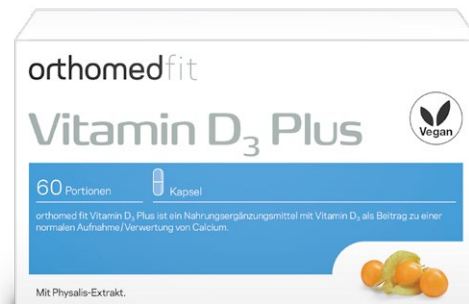 orthomedfit
Vitamin D₃ Plus
Vegan
60 Portionen
Kapsel
orthomed fit Vitamin D₃ Plus ist ein Nahrungsergänzungsmittel mit Vitamin D₃ als Beitrag zu einer
normalen Aufnahme/Verwertung von Calcium.
Mit Physalis-Extrakt.